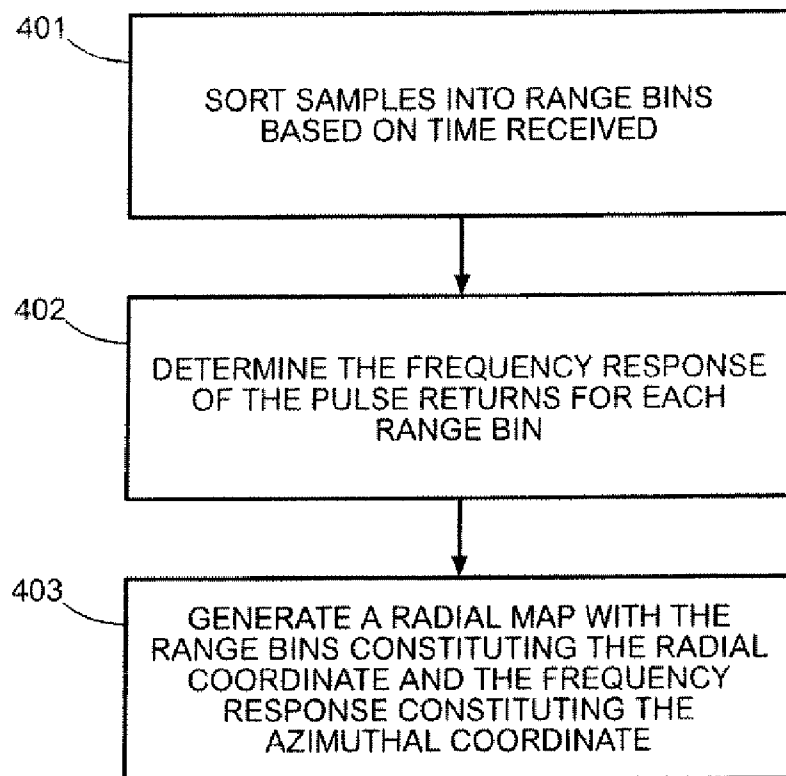 401
SORT SAMPLES INTO RANGE BINS
BASED ON TIME RECEIVED
402
DETERMINE THE FREQUENCY RESPONSE
OF THE PULSE RETURNS FOR EACH
RANGE BIN
403
GENERATE A RADIAL MAP WITH THE
RANGE BINS CONSTITUTING THE RADIAL
COORDINATE AND THE FREQUENCY
RESPONSE CONSTITUTING THE
AZIMUTHAL COORDINATE